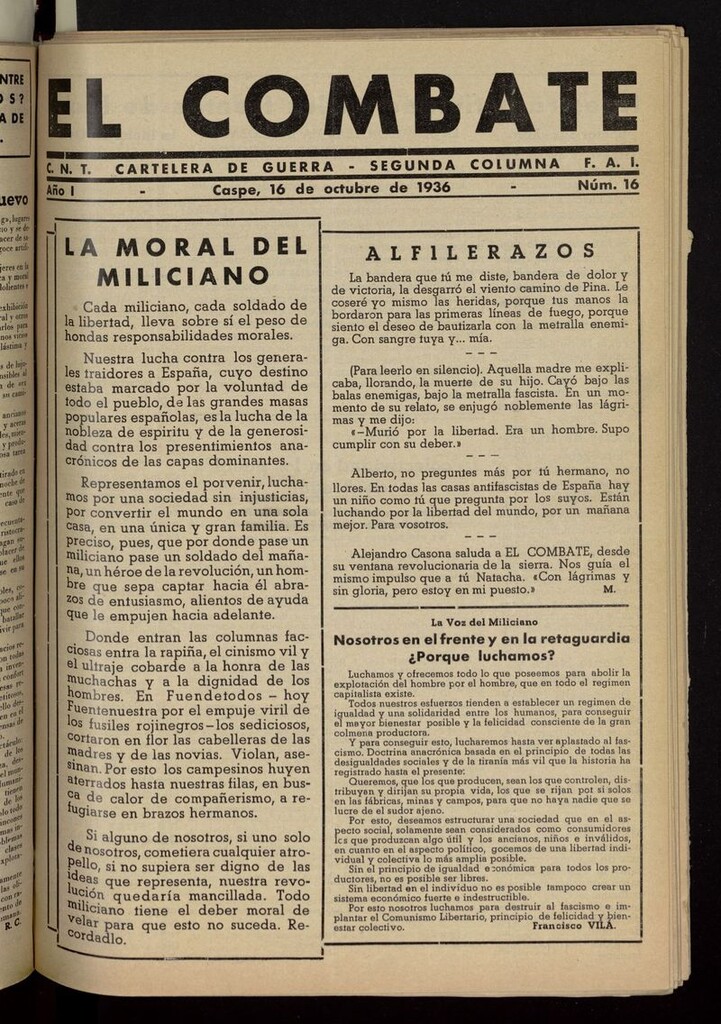 EL COMBATE
C. N. T. CARTELERA DE GUERRA - SEGUNDA COLUMNA F. A. I.
Año I - Caspe, 16 de octubre de 1936 - Núm. 16
LA MORAL DEL
MILICIANO
Cada miliciano, cada soldado de
la libertad, lleva sobre sí el peso de
hondas responsabilidades morales.
Nuestra lucha contra los genera-
les traidores a España, cuyo destino
estaba marcado por la voluntad de
todo el pueblo, de las grandes masas
populares españolas, es la lucha de la
nobleza de espiritu y de la generosi-
dad contra los presentimientos ana-
crónicos de las capas dominantes.
Representamos el porvenir, lucha-
mos por una sociedad sin injusticias,
por convertir el mundo en una sola
casa, en una única y gran familia. Es
preciso, pues, que por donde pase un
miliciano pase un soldado del maña-
na, un héroe de la revolución, un hom-
bre que sepa captar hacia él abra-
zos de entusiasmo, alientos de ayuda
que le empujen hacia adelante.
Donde entran las columnas fac-
ciosas entra la rapiña, el cinismo vil y
el ultraje cobarde a la honra de las
muchachas y a la dignidad de los
hombres. En Fuendetodos — hoy
Fuentenuestra por el empuje viril de
los fusiles rojinegros — los sediciosos,
cortaron en flor las cabelleras de las
madres y de las novias. Violan, ase-
sinan. Por esto los campesinos huyen
aterrados hasta nuestras filas, en bus-
ca de calor de compañerismo, a re-
fugiarse en brazos hermanos.
Si alguno de nosotros, si uno solo
de nosotros, cometiera cualquier atro-
pello, si no supiera ser digno de las
ideas que representa, nuestra revo-
lución quedaría mancillada. Todo
miliciano tiene el deber moral de
velar para que esto no suceda. Re-
cordadlo.
ALFILERAZOS
La bandera que tú me diste, bandera de dolor y
de victoria, la desgarró el viento camino de Pina. Le
coseré yo mismo las heridas, porque tus manos la
bordaron para las primeras líneas de fuego, porque
siento el deseo de bautizarla con la metralla enemi-
ga. Con sangre tuya y... mía.
— — —
(Para leerlo en silencio). Aquella madre me expli-
caba, llorando, la muerte de su hijo. Cayó bajo las
balas enemigas, bajo la metralla fascista. En un mo-
mento de su relato, se enjugó noblemente las lágri-
mas y me dijo:
«—Murió por la libertad. Era un hombre. Supo
cumplir con su deber.»
— — —
Alberto, no preguntes más por tú hermano, no
llores. En todas las casas antifascistas de España hay
un niño como tú que pregunta por los suyos. Están
luchando por la libertad del mundo, por un mañana
mejor. Para vosotros.
— — —
Alejandro Casona saluda a EL COMBATE, desde
su ventana revolucionaria de la sierra. Nos guía el
mismo impulso que a tú Natacha. «Con lágrimas y
sin gloria, pero estoy en mi puesto.» M.
La Voz del Miliciano
Nosotros en el frente y en la retaguardia
¿Porque luchamos?
Luchamos y ofrecemos todo lo que poseemos para abolir la
explotación del hombre por el hombre, que en todo el regimen
capitalista existe.
Todos nuestros esfuerzos tienden a establecer un regimen de
igualdad y una solidaridad entre los humanos, para conseguir
el mayor bienestar posible y la felicidad consciente de la gran
colmena productora.
Y para conseguir esto, lucharemos hasta ver aplastado al fas-
cismo. Doctrina anacrónica basada en el principio de todas las
desigualdades sociales y de la tiranía más vil que la historia ha
registrado hasta el presente:
Queremos, que los que producen, sean los que controlen, dis-
tribuyan y dirijan su propia vida, los que se rijan pot si solos
en las fábricas, minas y campos, para que no haya nadie que se
lucre del sudor ajeno.
Por esto, deseamos estructurar una sociedad que en el as-
pecto social, solamente sean considerados como consumidores
los que produzcan algo útil y los ancianos, niños e inválidos,
en cuanto en el aspecto político, gocemos de una libertad indi-
vidual y colectiva lo más amplia posible.
Sin el principio de igualdad económica para todos los pro-
ductores, no es posible ser libres.
Sin libertad en el individuo no es posible tampoco crear un
sistema económico fuerte e indestructible.
Por esto nosotros luchamos para destruir al fascismo e im-
plantar el Comunismo Libertario, principio de felicidad y bien-
estar colectivo. Francisco VILÁ.
R. C.